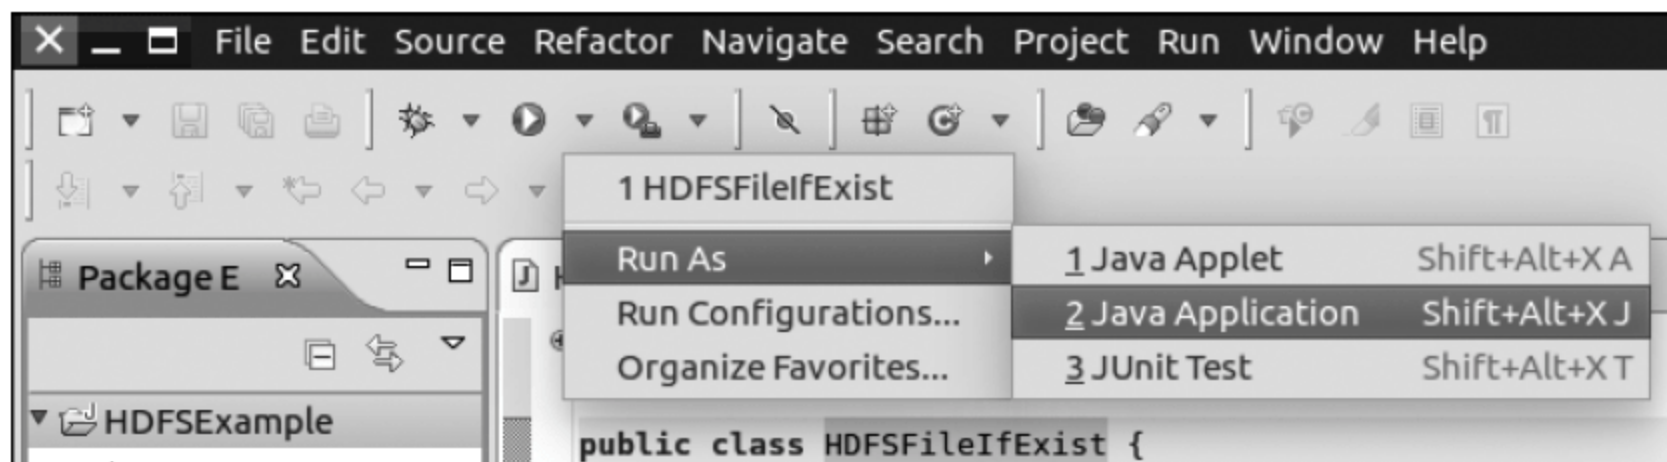 File Edit Source Refactor Navigate Search Project Run Window Help
1 HDFSFileIfExist
Run As
1 Java Applet Shift+Alt+X A
Run Configurations...
2 Java Application Shift+Alt+X J
Organize Favorites...
3 JUnit Test Shift+Alt+X T
Package E
HDFSExample
public class HDFSFileIfExist {